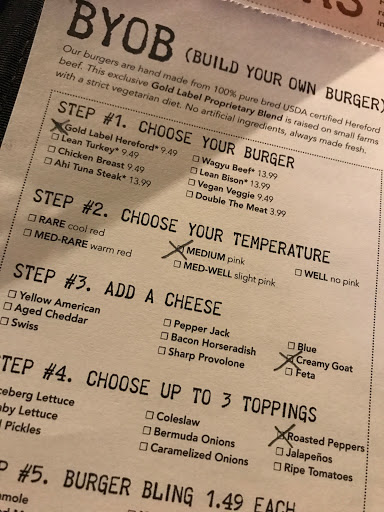 BYOB (BUILD YOUR OWN BURGER)
Our burgers are hand made from 100% pure bred USDA certified Hereford
beef. This exclusive Gold Label Proprietary Blend is raised on small farms
with a strict vegetarian diet. No artificial ingredients, always made fresh.
STEP #1. CHOOSE YOUR BURGER
Gold Label Hereford* 9.49
Lean Turkey* 9.49
Chicken Breast 9.49
Ahi Tuna Steak* 13.99
Wagyu Beef* 13.99
Lean Bison* 13.99
Vegan Veggie 9.49
Double The Meat 3.99
STEP #2. CHOOSE YOUR TEMPERATURE
RARE cool red
MED-RARE warm red
MEDIUM pink
MED-WELL slight pink
WELL no pink
STEP #3. ADD A CHEESE
Yellow American
Aged Cheddar
Swiss
Pepper Jack
Bacon Horseradish
Sharp Provolone
Blue
Creamy Goat
Feta
TEP #4. CHOOSE UP TO 3 TOPPINGS
ceberg Lettuce
aby Lettuce
Pickles
Coleslaw
Bermuda Onions
Caramelized Onions
Roasted Peppers
Jalapeños
Ripe Tomatoes
P #5. BURGER BLING 1.49 EACH
amole